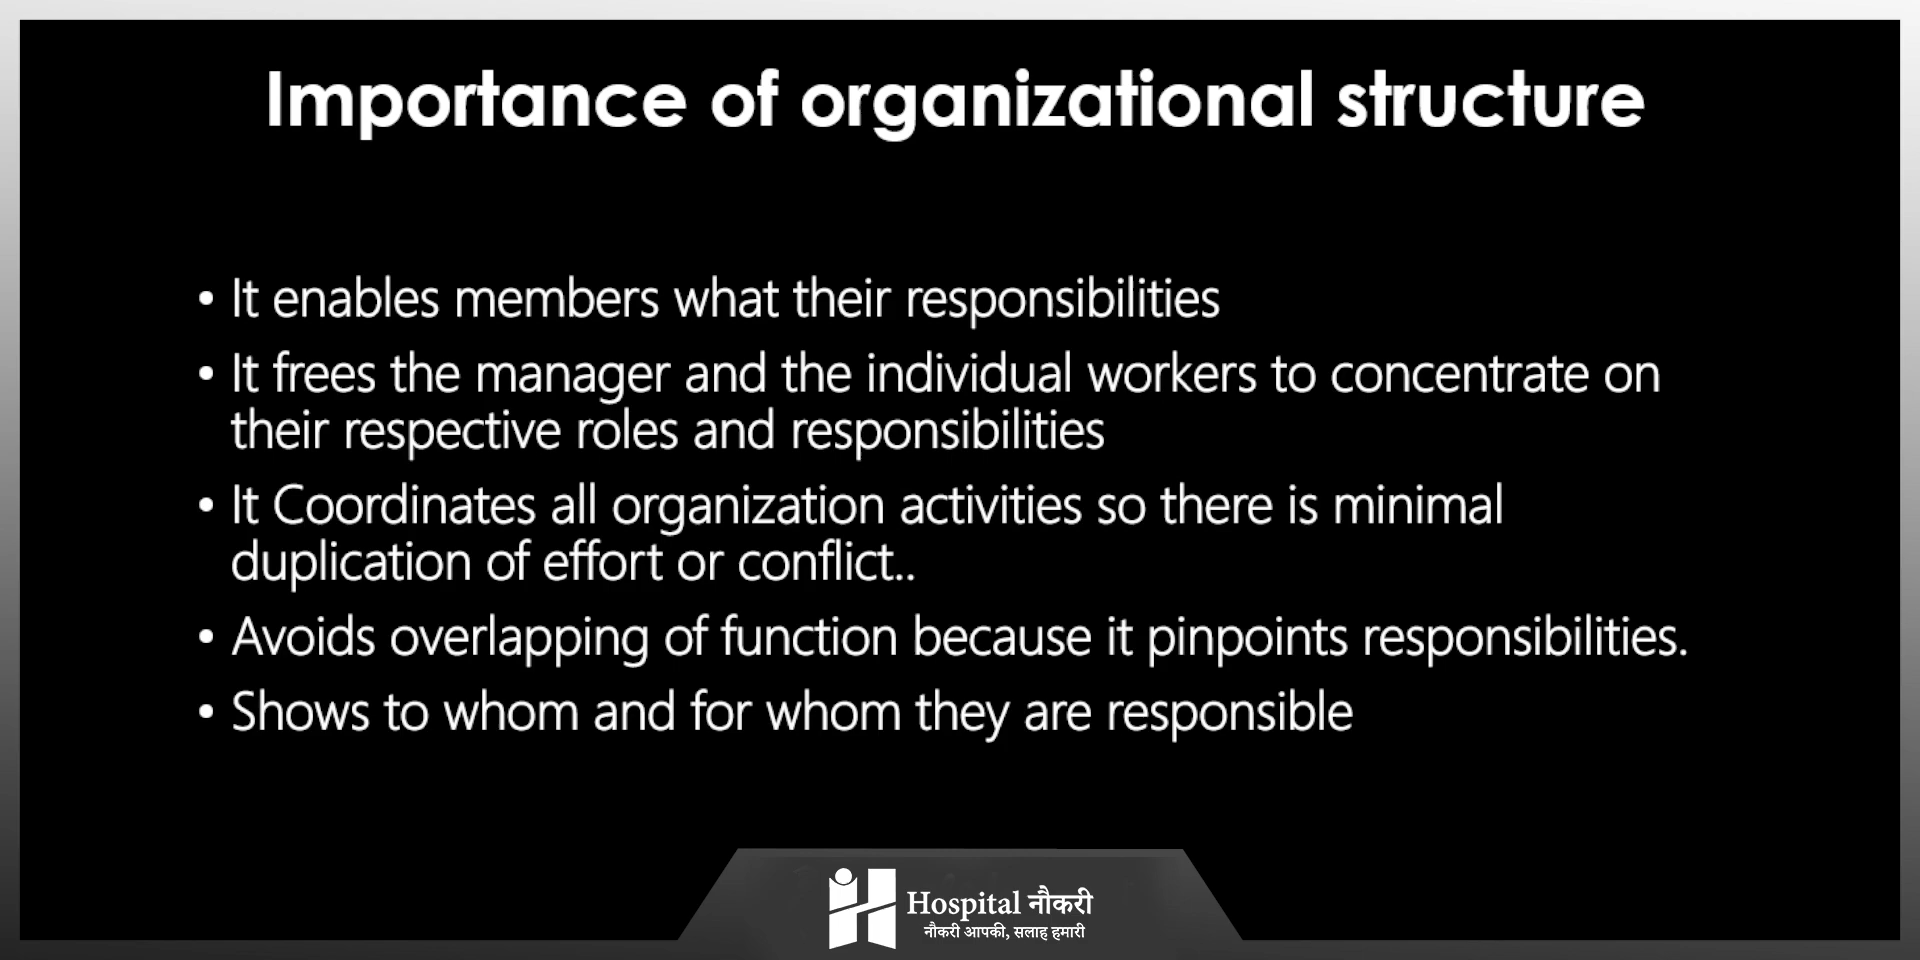 Importance of organizational structure
• It enables members what their responsibilities
• It frees the manager and the individual workers to concentrate on
their respective roles and responsibilities
• It Coordinates all organization activities so there is minimal
duplication of effort or conflict..
• Avoids overlapping of function because it pinpoints responsibilities.
• Shows to whom and for whom they are responsible
Hospital नौकरी
नौकरी आपकी, सलाह हमारी